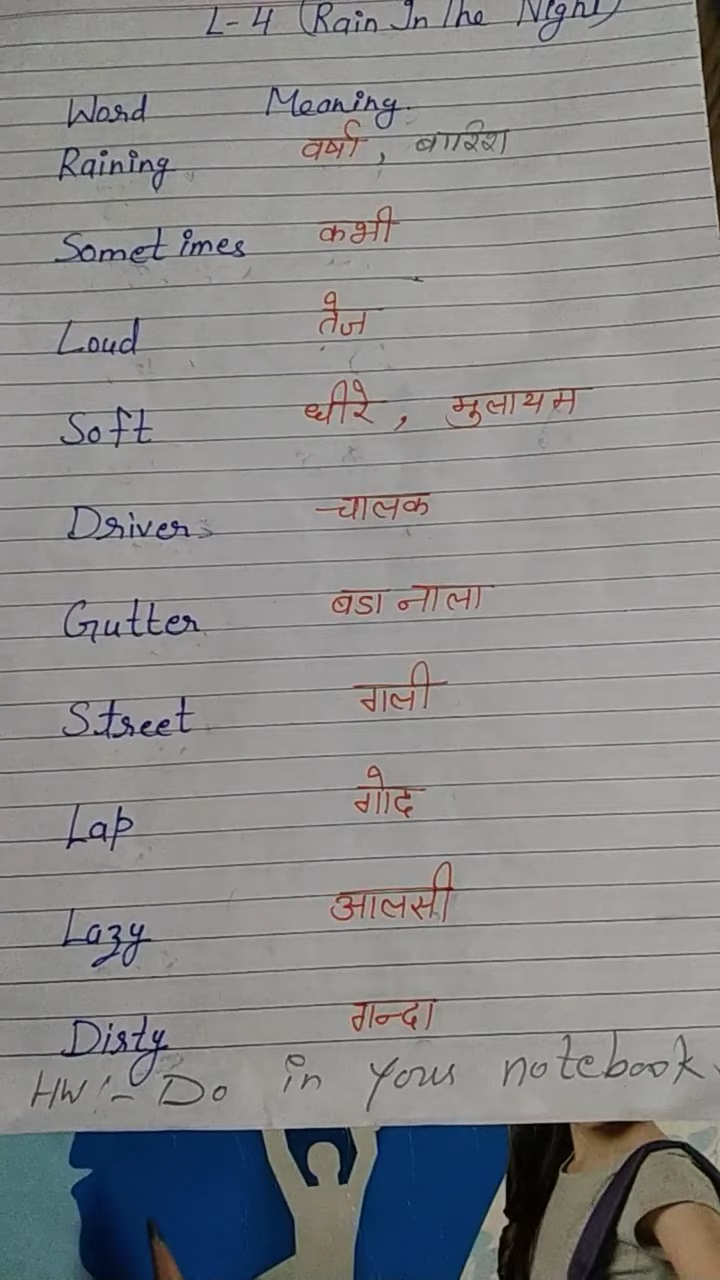 L-4 (Rain In The Night)
Word Meaning.
Raining वर्षा, बारिश
Sometimes कभी
Loud तेज
Soft धीरे, मुलायम
Driver चालक
Gutter बडा नाला
Street गली
Lap गोद
Lazy आलसी
Dirty गन्दा
HW:- Do in your notebook.